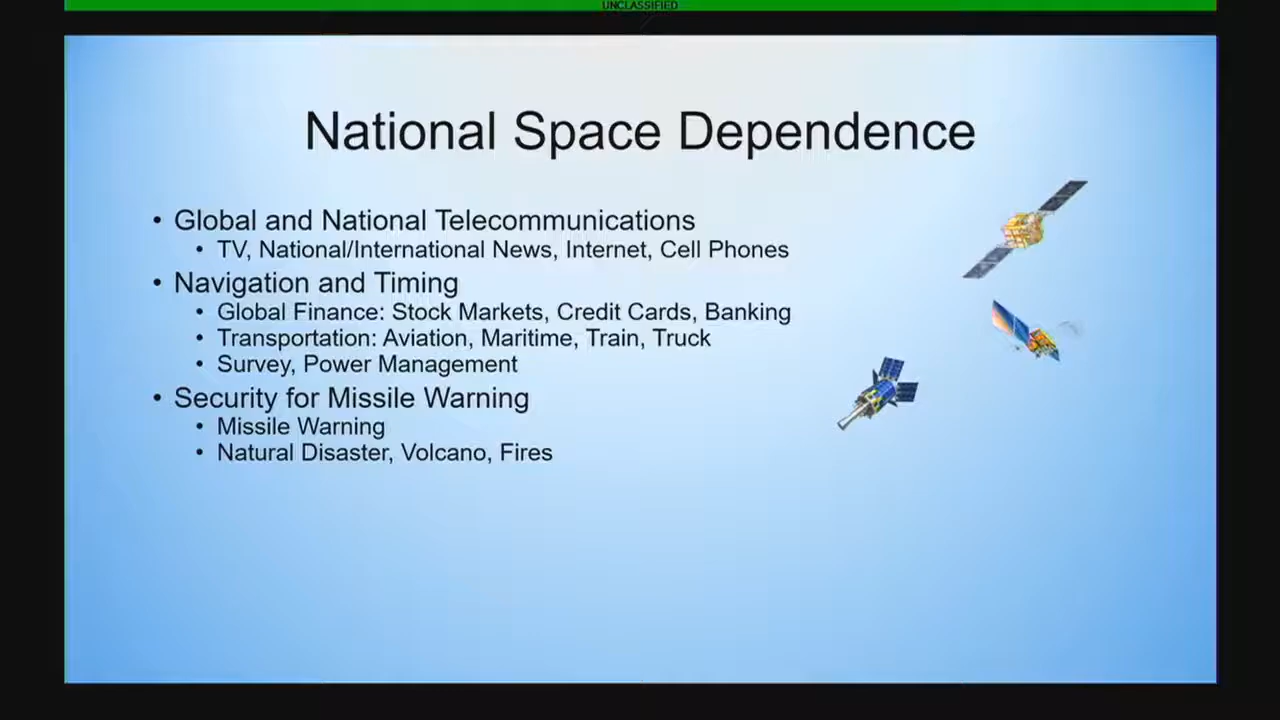 UNCLASSIFIED
National Space Dependence
• Global and National Telecommunications
• TV, National/International News, Internet, Cell Phones
• Navigation and Timing
• Global Finance: Stock Markets, Credit Cards, Banking
• Transportation: Aviation, Maritime, Train, Truck
• Survey, Power Management
• Security for Missile Warning
• Missile Warning
• Natural Disaster, Volcano, Fires